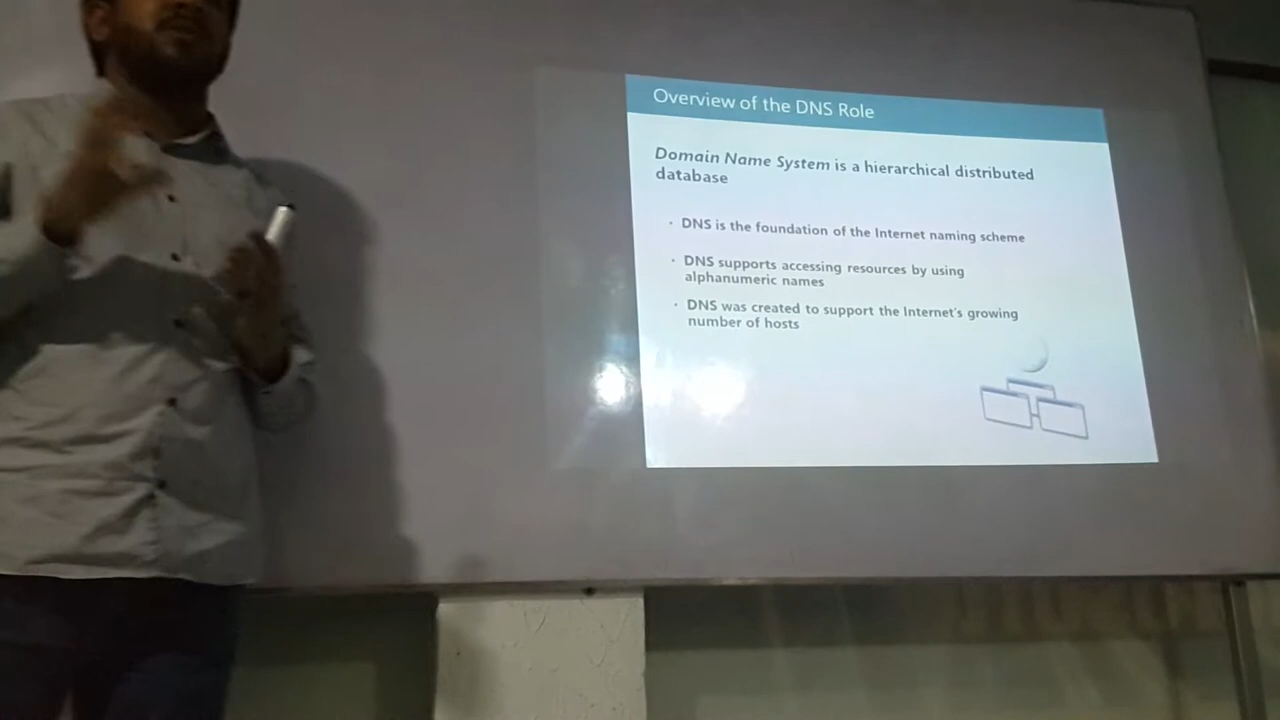 Overview of the DNS Role
Domain Name System is a hierarchical distributed
database
· DNS is the foundation of the Internet naming scheme
· DNS supports accessing resources by using
alphanumeric names
· DNS was created to support the Internet's growing
number of hosts